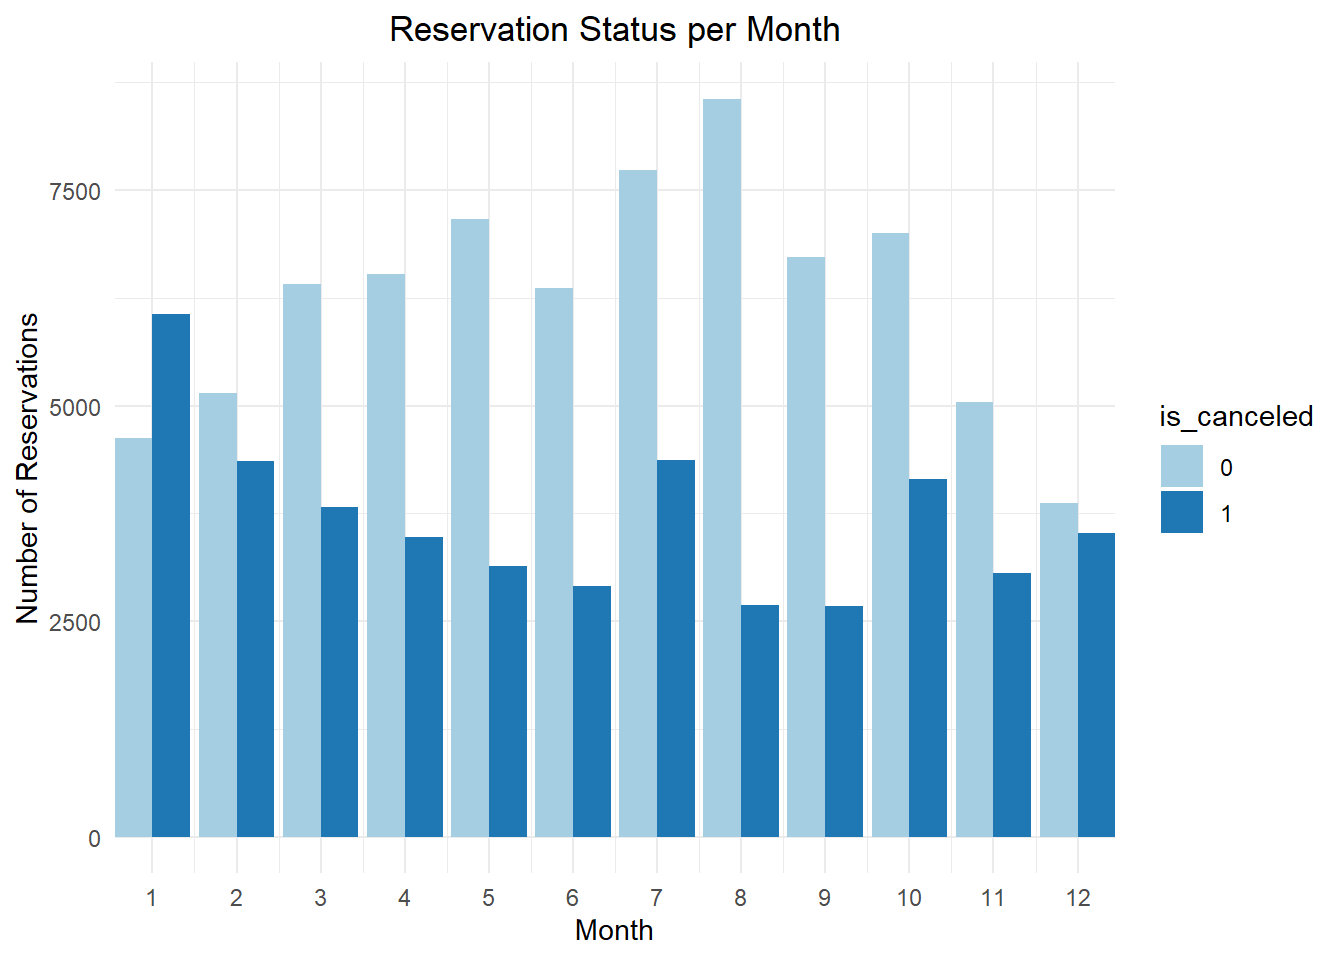 Reservation Status per Month
Number of Reservations
7500
5000
2500
0
1 2 3 4 5 6 7 8 9 10 11 12
Month
is_canceled
0
1